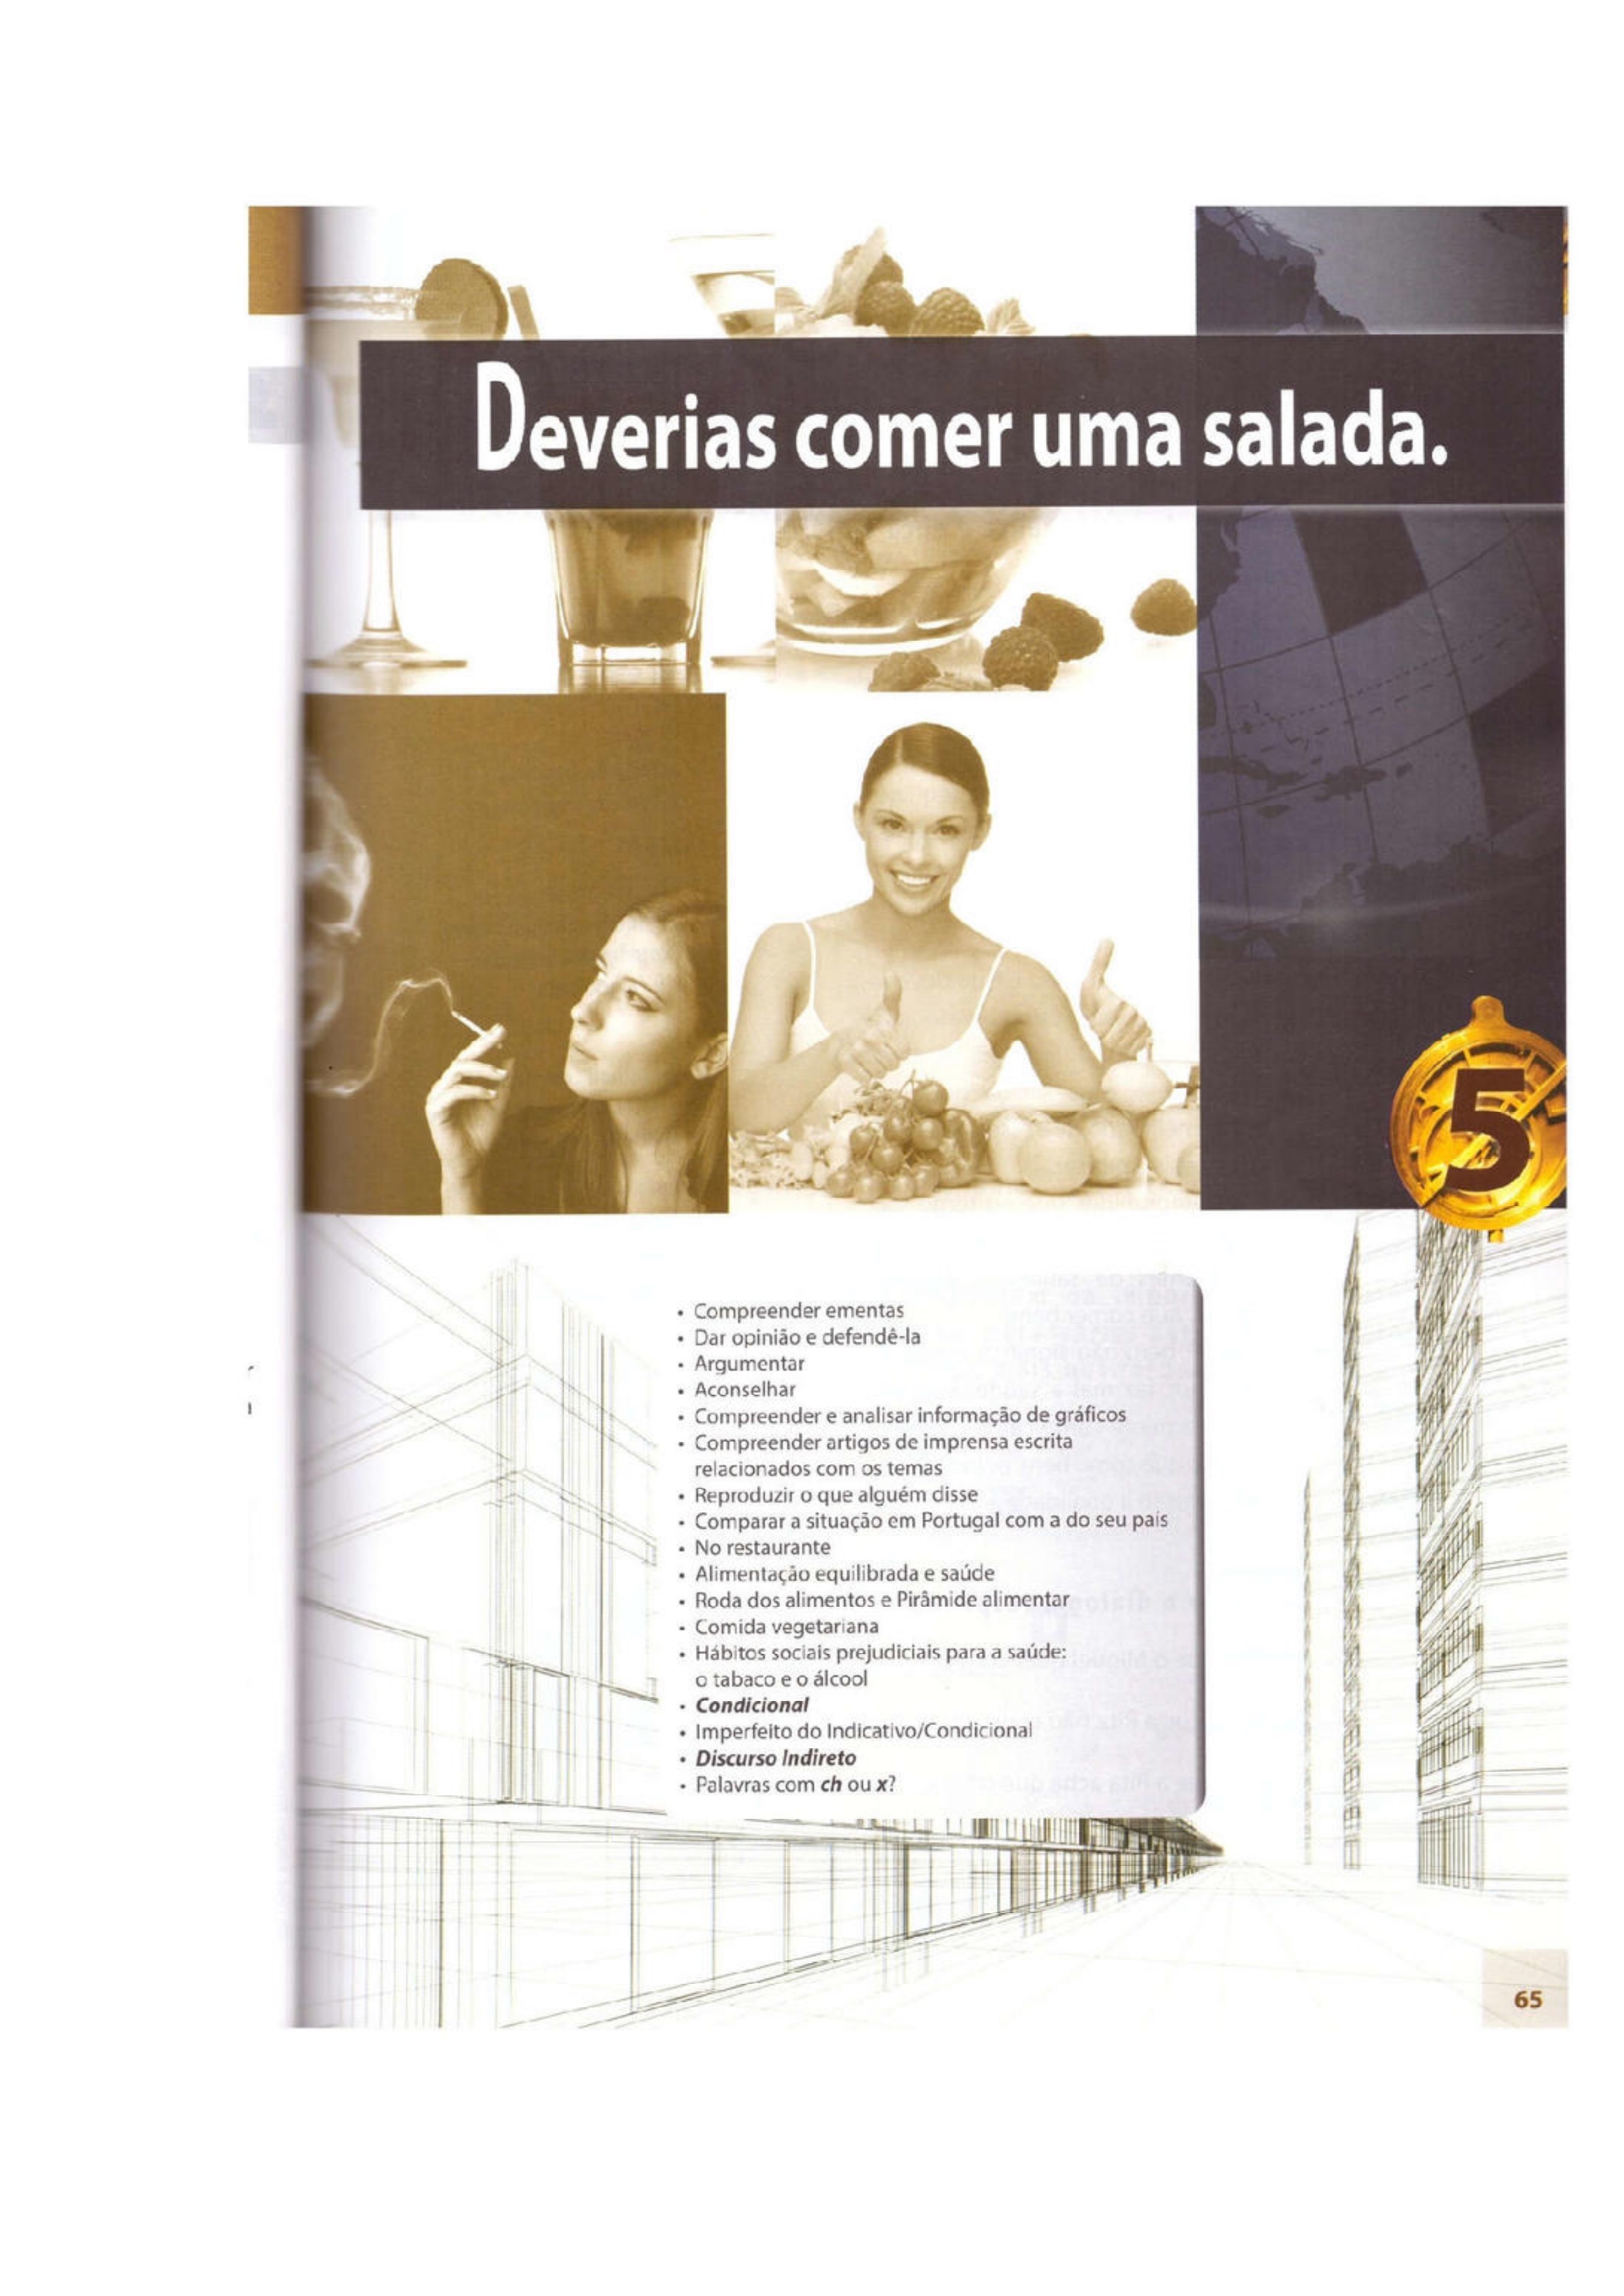 Deverias comer uma salada.
5
• Compreender ementas
• Dar opinião e defendê-la
• Argumentar
• Aconselhar
• Compreender e analisar informação de gráficos
• Compreender artigos de imprensa escrita
relacionados com os temas
• Reproduzir o que alguém disse
• Comparar a situação em Portugal com a do seu país
• No restaurante
• Alimentação equilibrada e saúde
• Roda dos alimentos e Pirâmide alimentar
• Comida vegetariana
• Hábitos sociais prejudiciais para a saúde:
o tabaco e o álcool
• Condicional
• Imperfeito do Indicativo/Condicional
• Discurso Indireto
• Palavras com ch ou x?
65